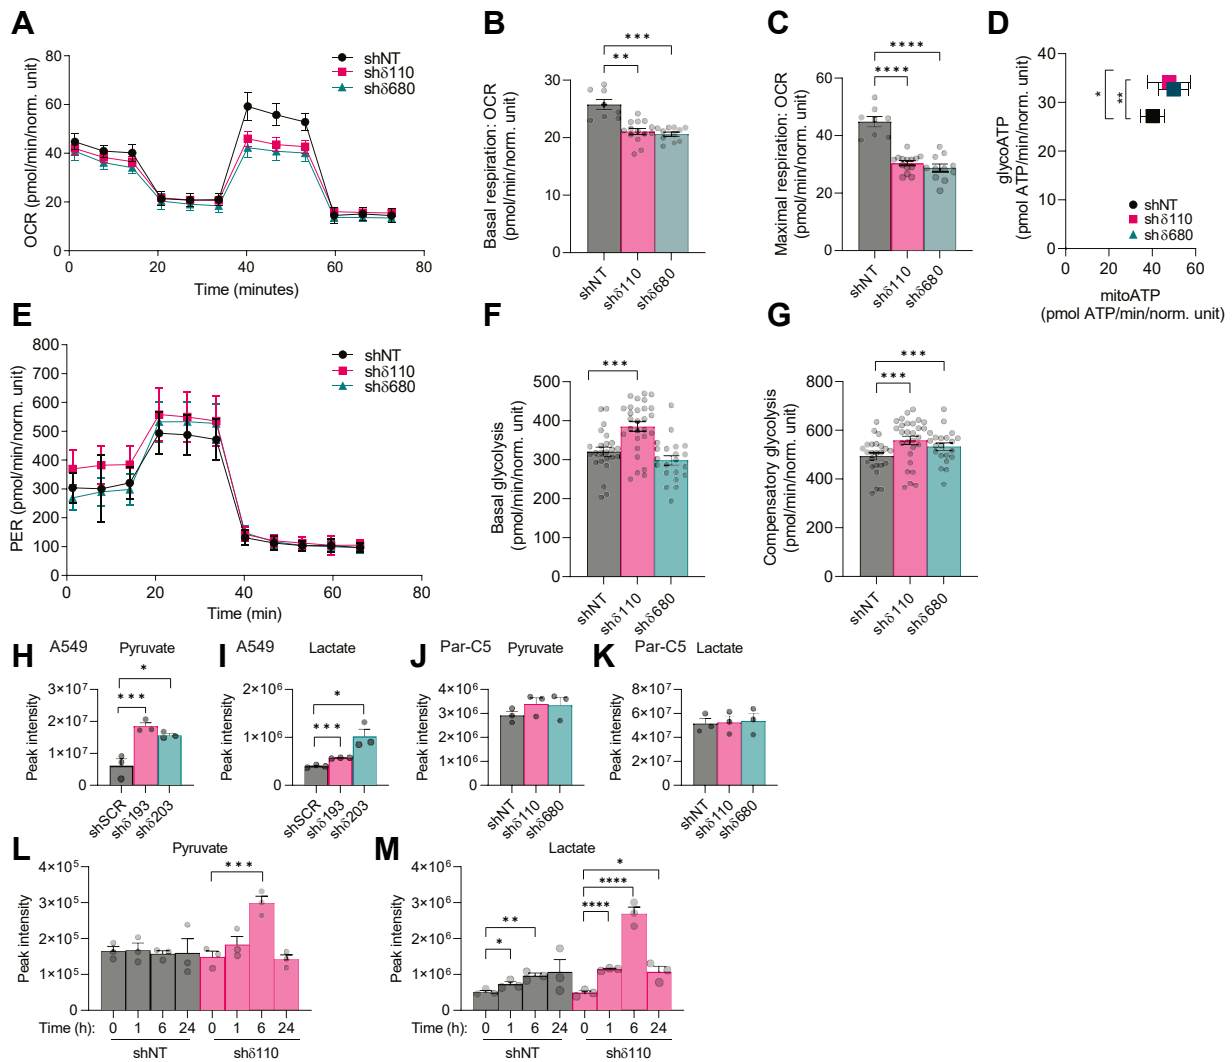 A
OCR (pmol/min/norm. unit)
80
60
40
20
0
0 20 40 60 80
Time (minutes)
shNT
shδ110
shδ680
B
Basal respiration: OCR
(pmol/min/norm. unit)
30
20
10
0
***
**
shNT
shδ110
shδ680
C
Maximal respiration: OCR
(pmol/min/norm. unit)
60
40
20
0
****
****
shNT
shδ110
shδ680
D
glycoATP
(pmol ATP/min/norm. unit)
40
30
20
10
0
*
**
shNT
shδ110
shδ680
0 20 40 60
mitoATP
(pmol ATP/min/norm. unit)
E
PER (pmol/min/norm. unit)
800
700
600
500
400
300
200
100
0
0 20 40 60 80
Time (min)
shNT
shδ110
shδ680
F
Basal glycolysis
(pmol/min/norm. unit)
500
400
300
200
100
0
***
shNT
shδ110
shδ680
G
Compensatory glycolysis
(pmol/min/norm. unit)
800
600
400
200
0
***
***
shNT
shδ110
shδ680
H A549 Pyruvate
Peak intensity
3×10⁷
2×10⁷
1×10⁷
0
*
***
shSCR
shδ193
shδ203
I A549 Lactate
Peak intensity
2×10⁶
1×10⁶
0
*
***
shSCR
shδ193
shδ203
J Par-C5 Pyruvate
Peak intensity
4×10⁶
3×10⁶
2×10⁶
1×10⁶
0
shNT
shδ110
shδ680
K Par-C5 Lactate
Peak intensity
8×10⁷
6×10⁷
4×10⁷
2×10⁷
0
shNT
shδ110
shδ680
L Pyruvate
Peak intensity
4×10⁵
3×10⁵
2×10⁵
1×10⁵
0
***
Time (h): 0 1 6 24 0 1 6 24
shNT shδ110
M Lactate
Peak intensity
4×10⁶
3×10⁶
2×10⁶
1×10⁶
0
*
**
****
****
*
Time (h): 0 1 6 24 0 1 6 24
shNT shδ110